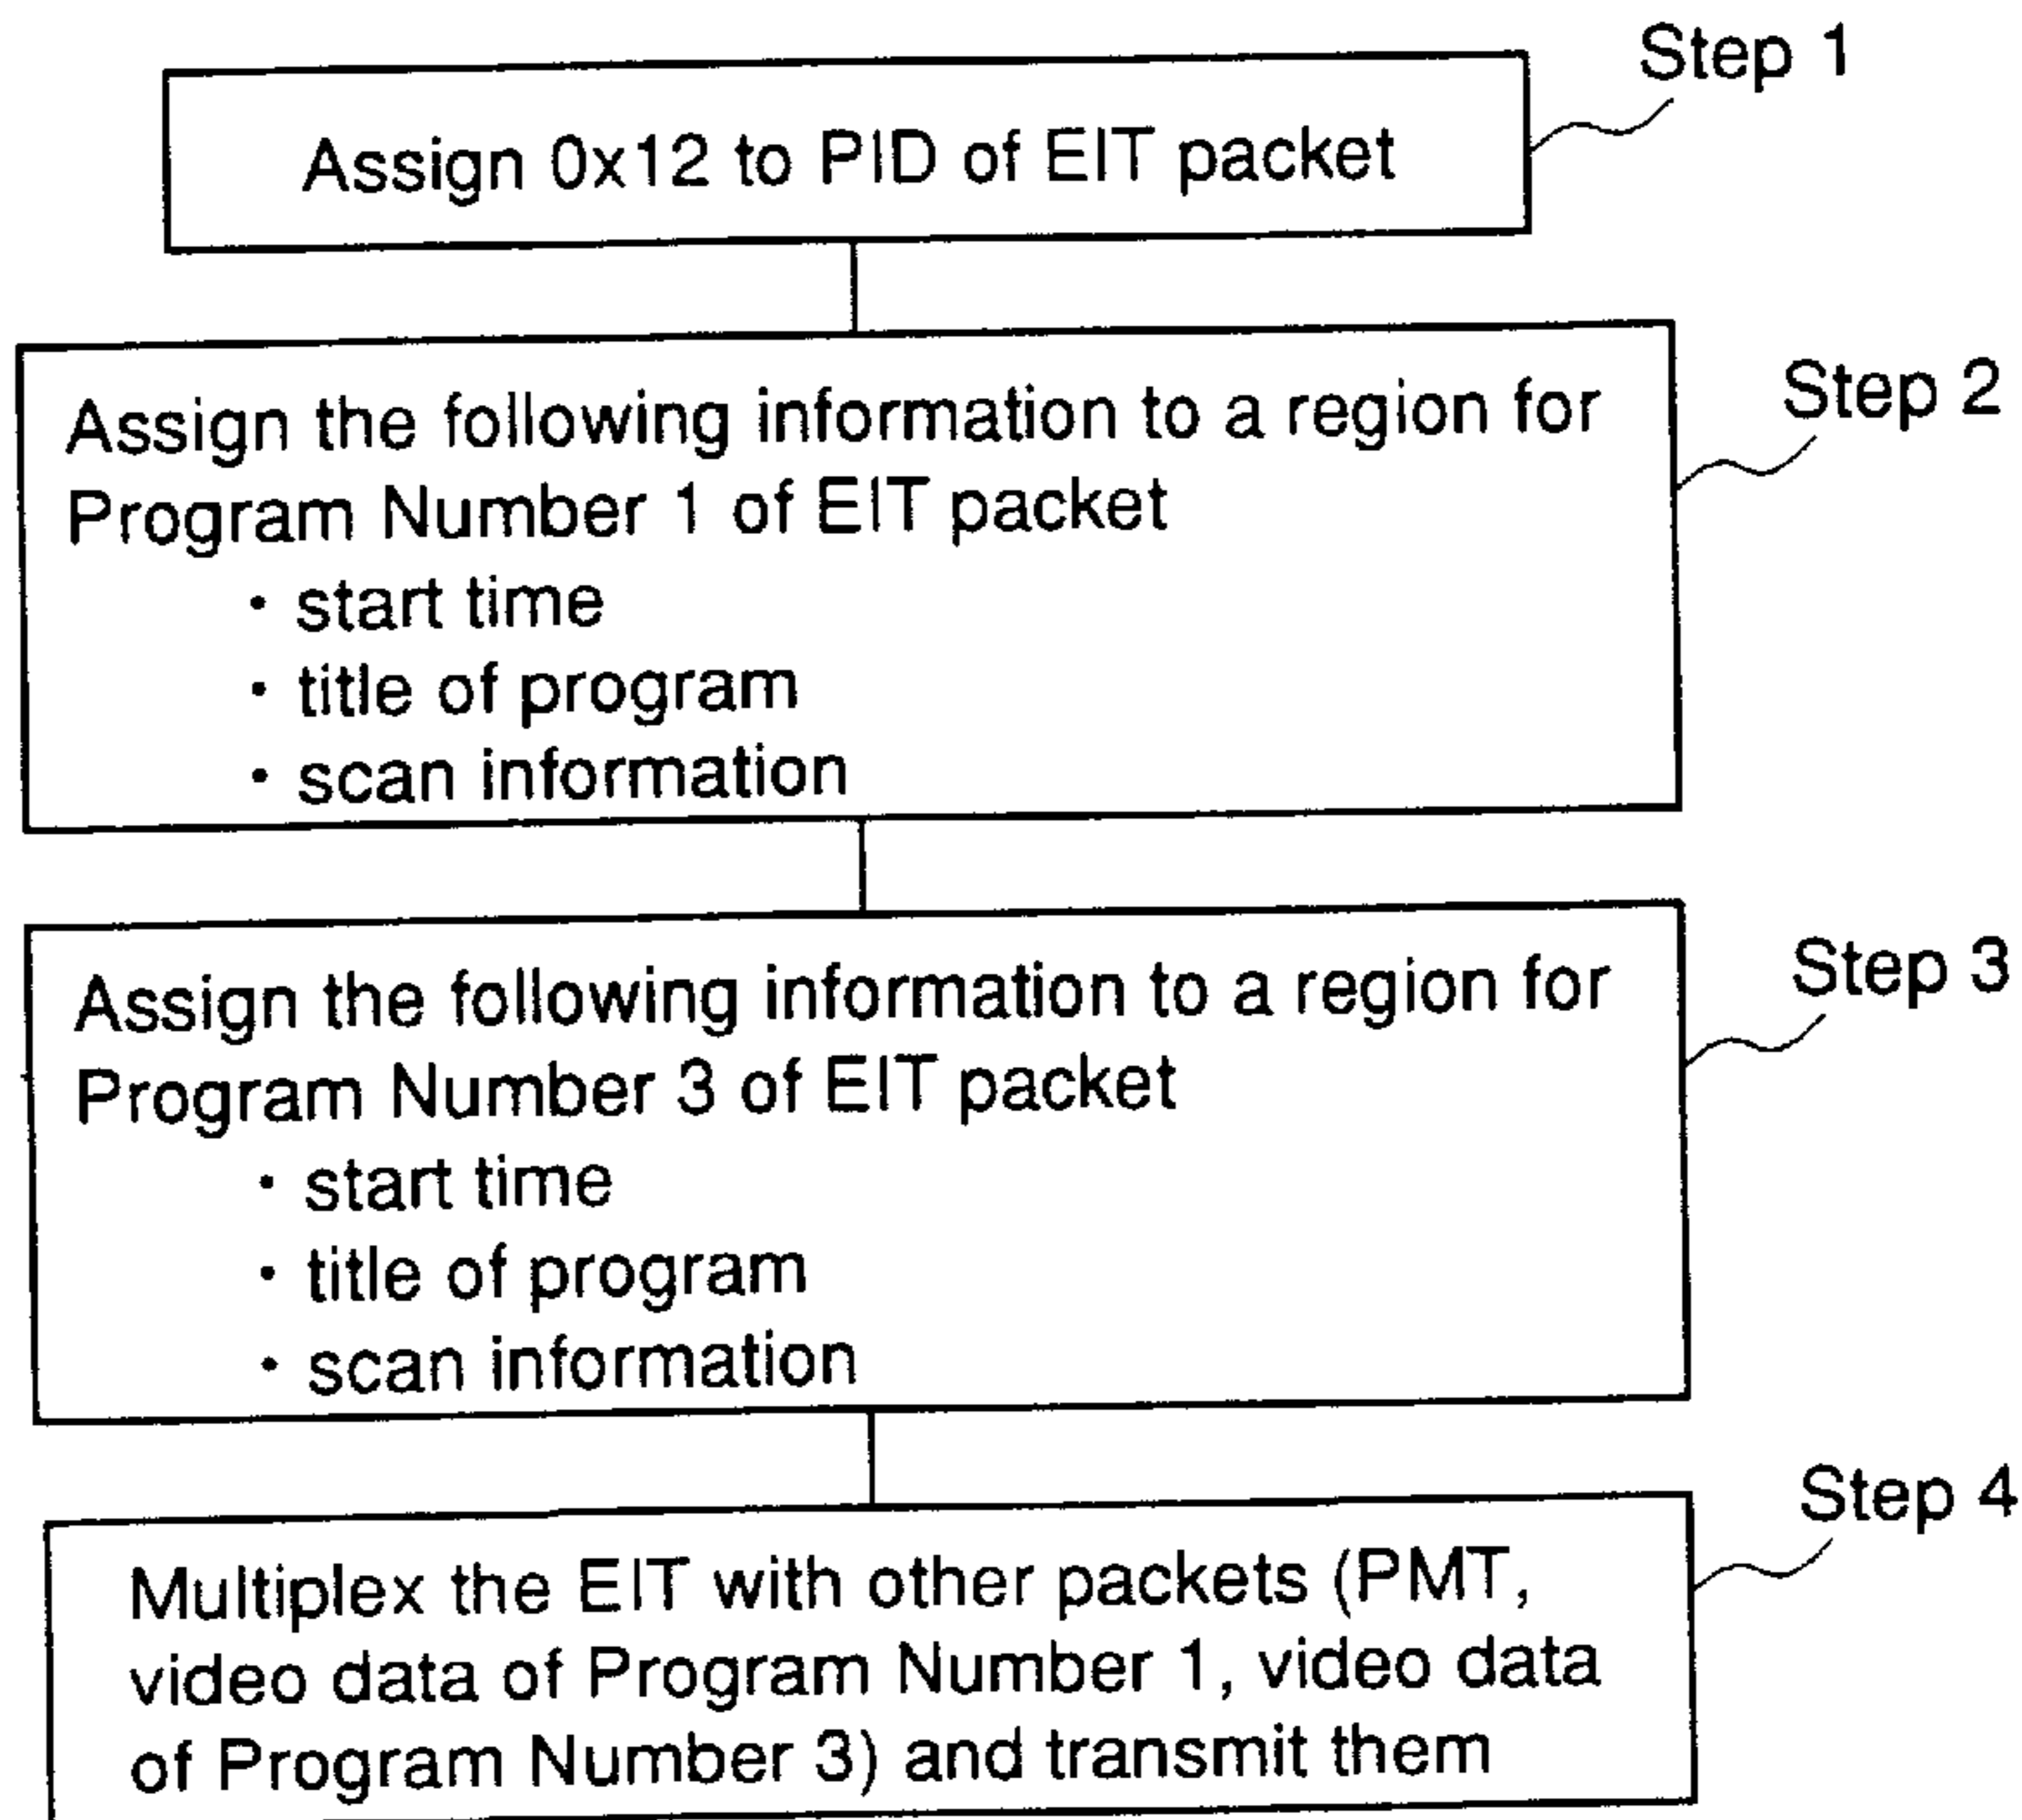 Step 1
Assign 0x12 to PID of EIT packet
Step 2
Assign the following information to a region for
Program Number 1 of EIT packet
· start time
· title of program
· scan information
Step 3
Assign the following information to a region for
Program Number 3 of EIT packet
· start time
· title of program
· scan information
Step 4
Multiplex the EIT with other packets (PMT,
video data of Program Number 1, video data
of Program Number 3) and transmit them